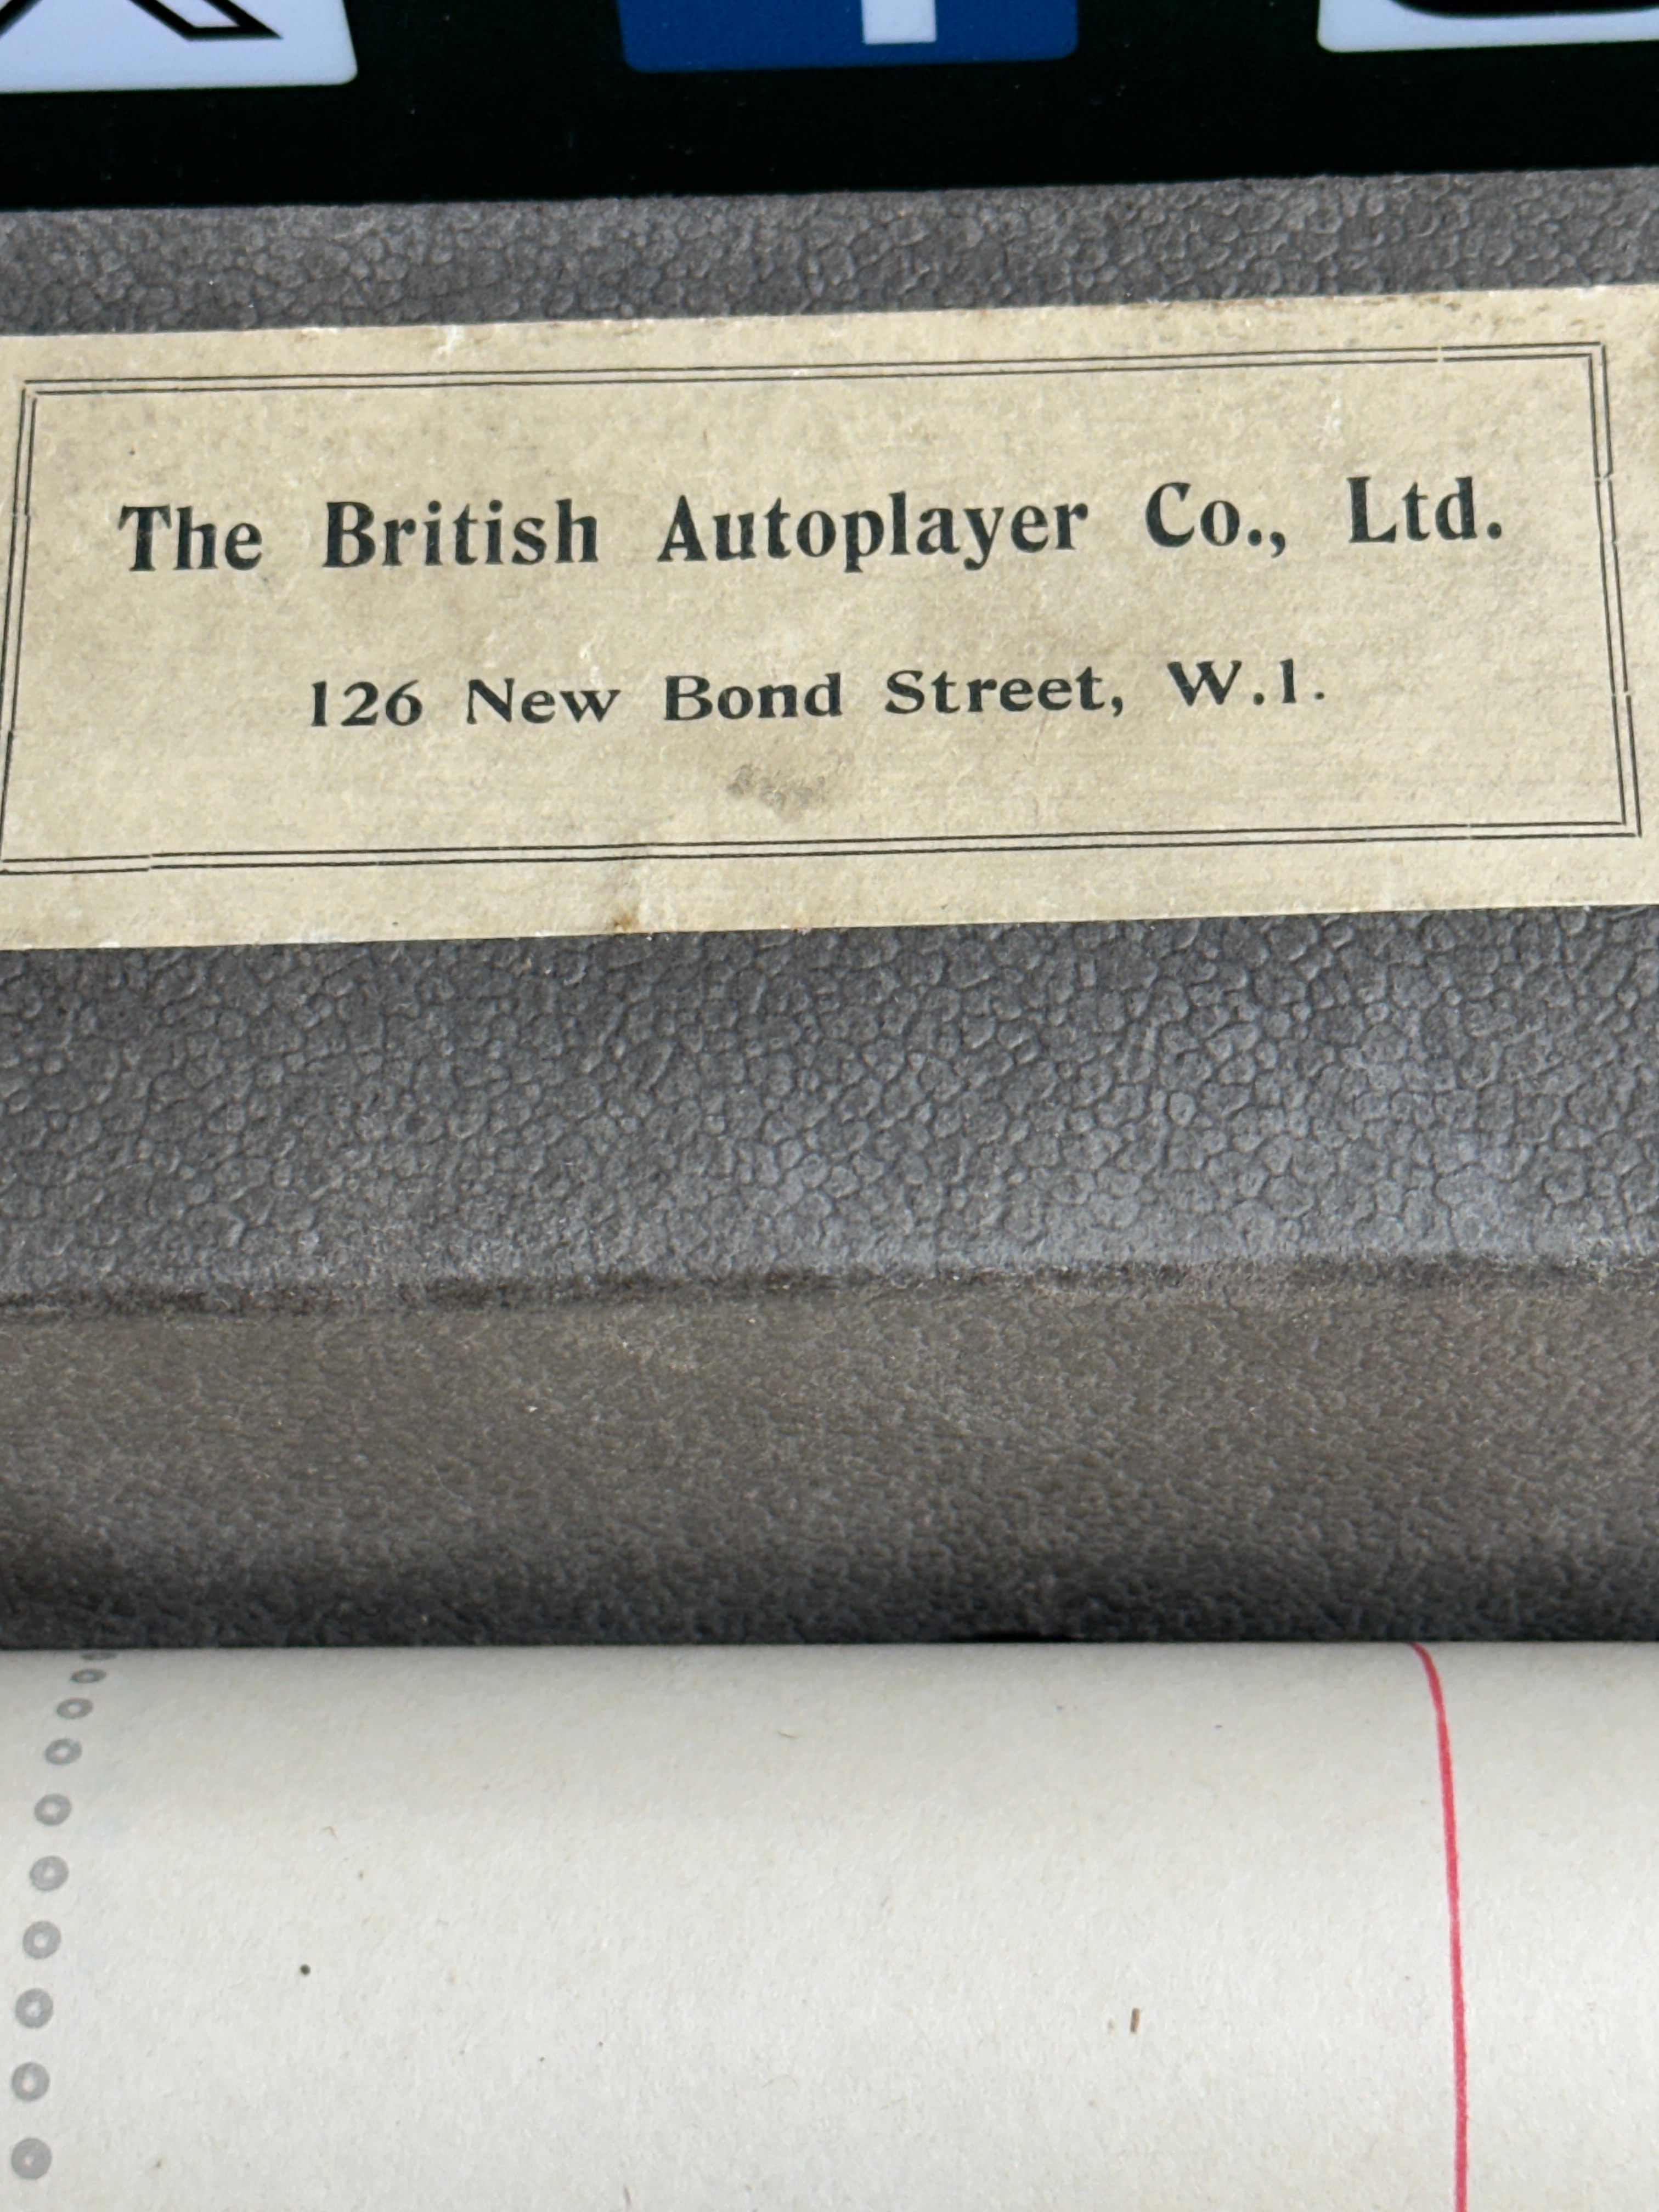 The British Autoplayer Co., Ltd.
126 New Bond Street, W.1.